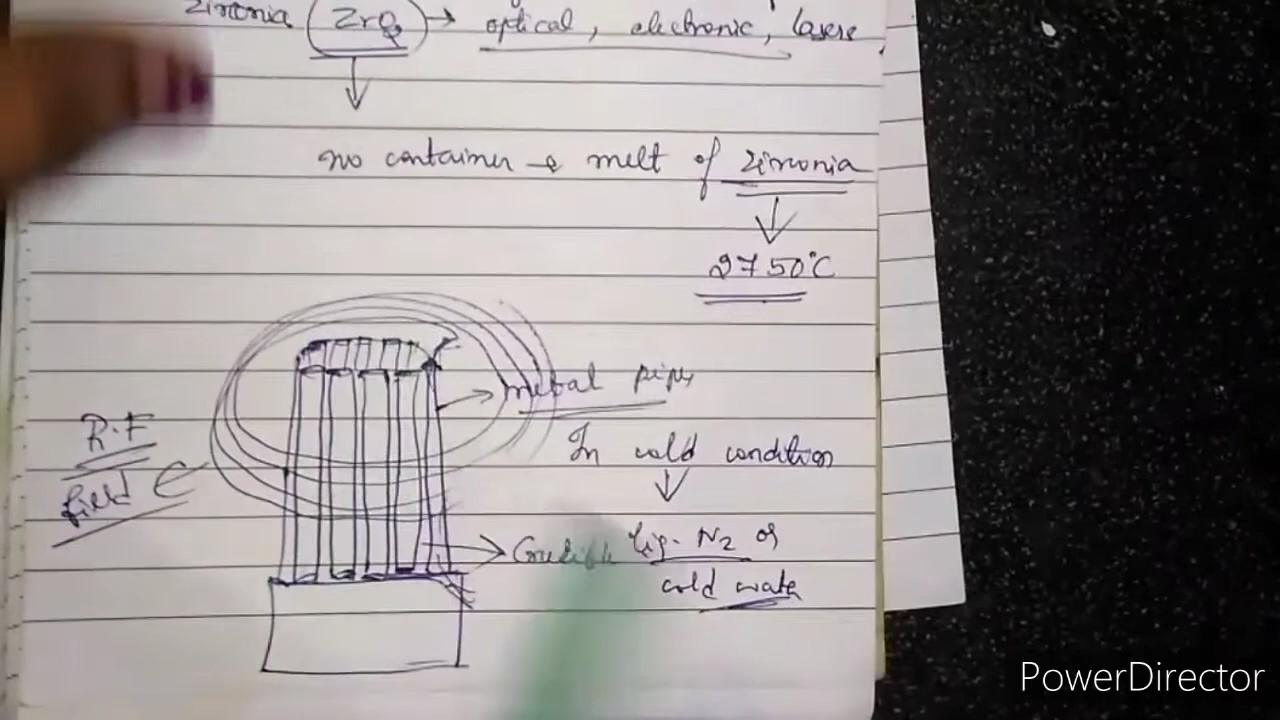 Zirconia ZrO2 → optical, electronic, lasers
no container → melt of Zirconia
2750°C
metal pipes
R.F
field
In cold condition
Crucible liq. N2 or
cold water
PowerDirector